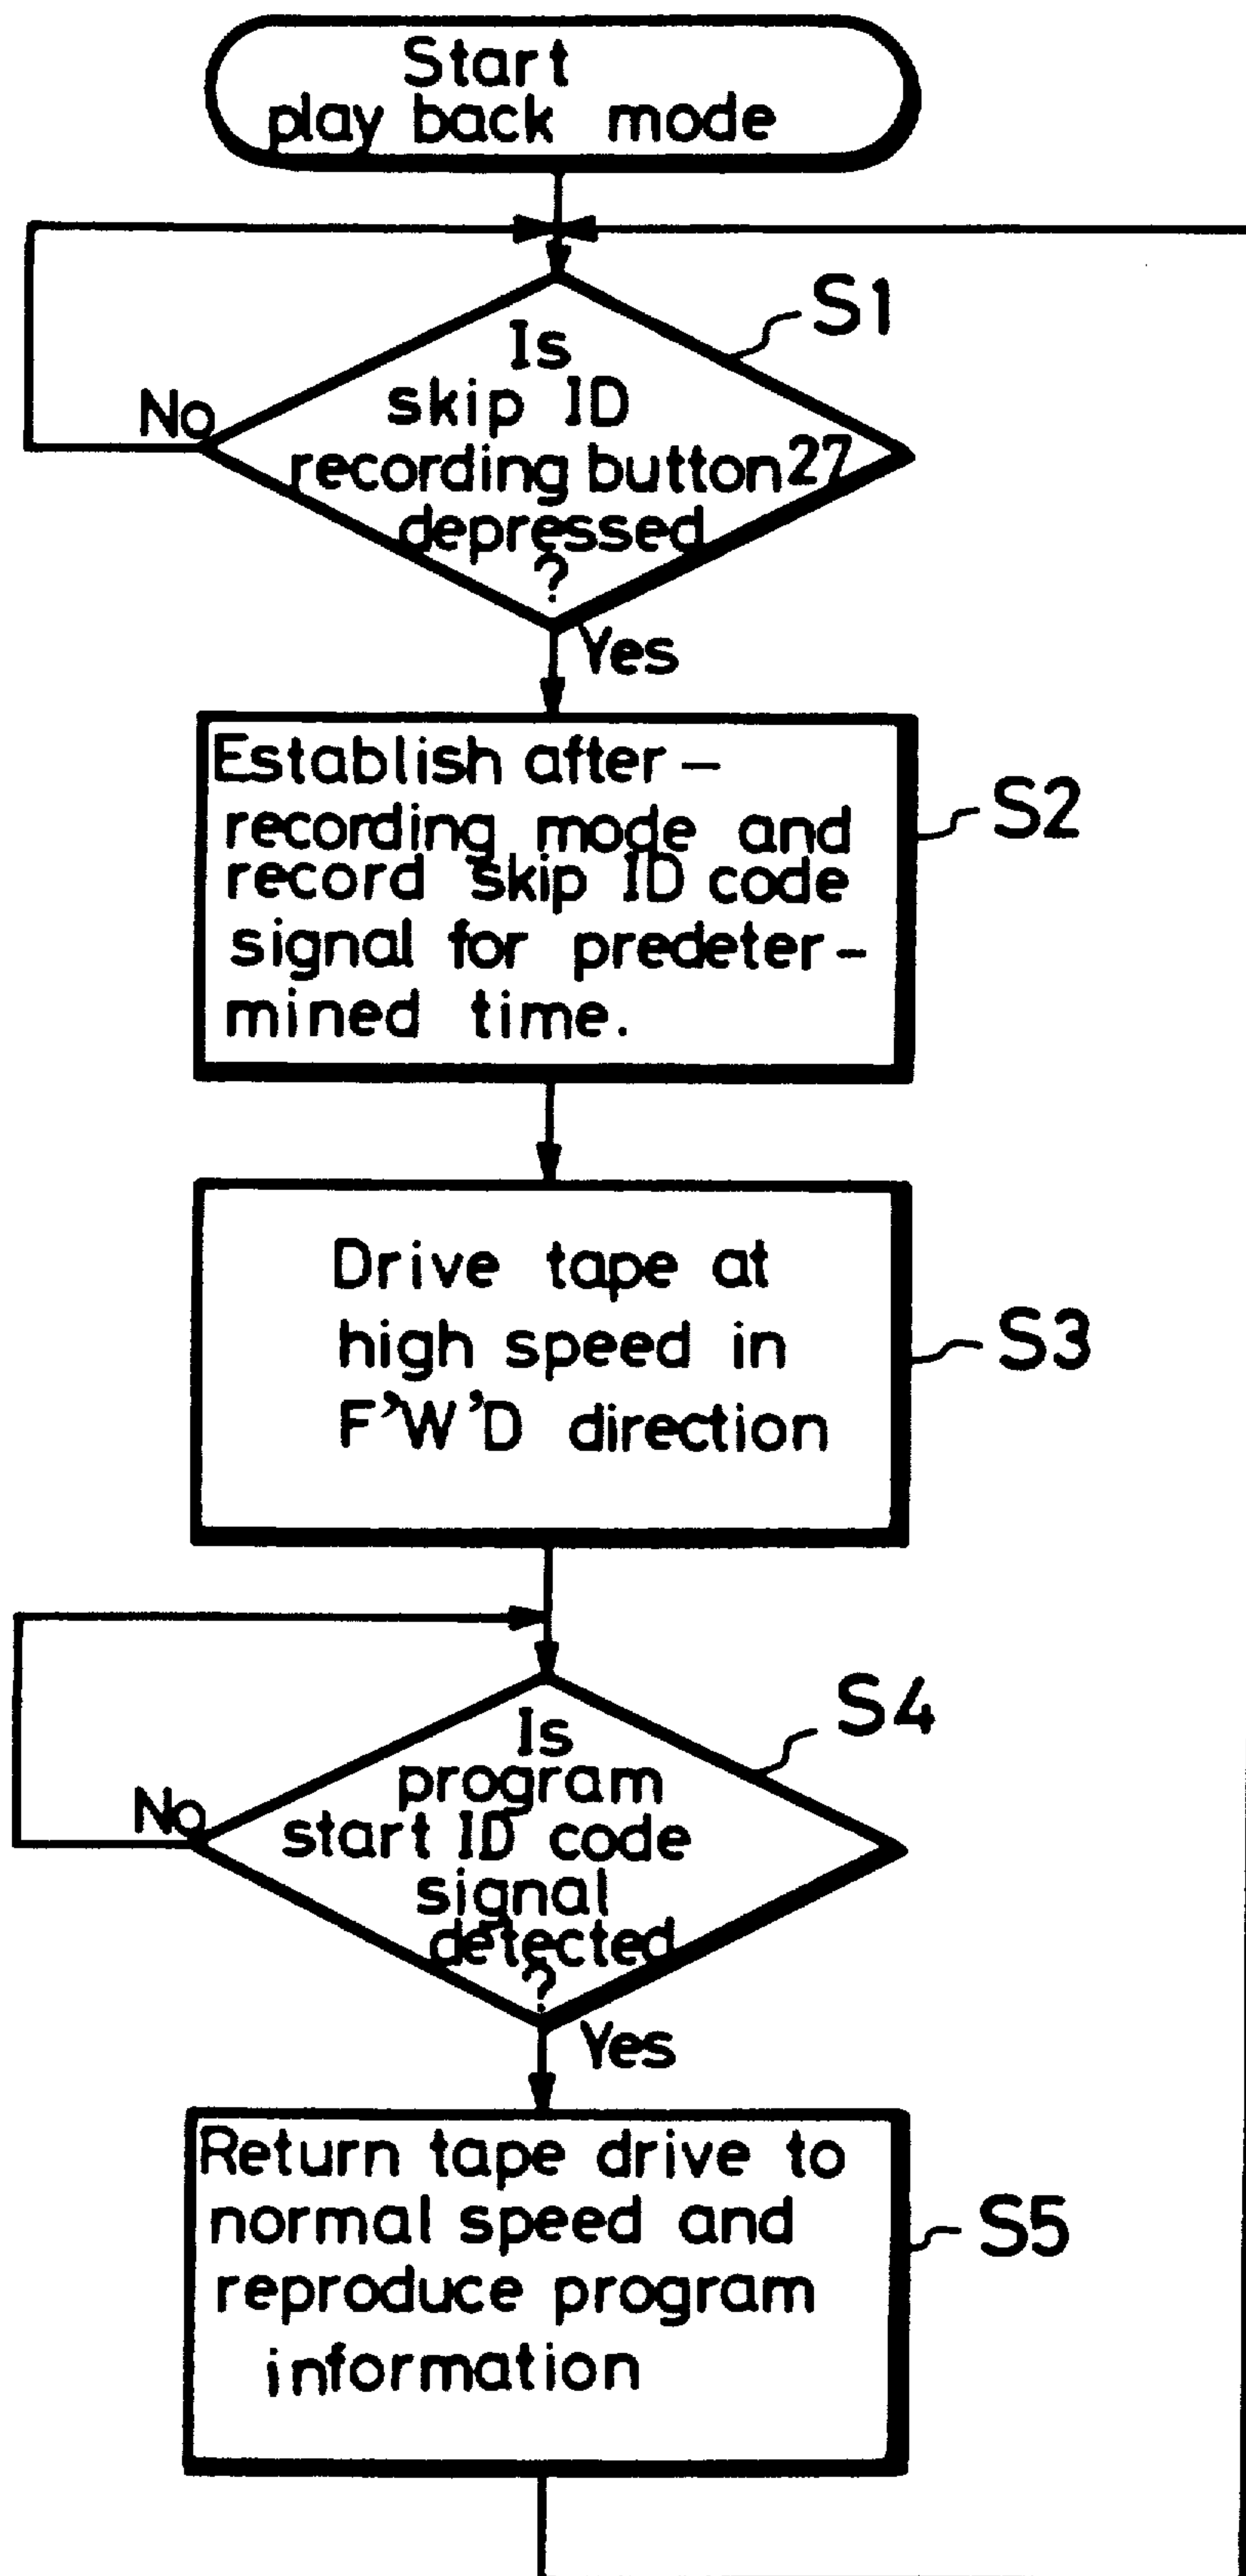 Start
play back mode
S1
Is
skip ID
recording button 27
depressed
?
No
Yes
Establish after-
recording mode and
record skip ID code
signal for predeter-
mined time.
S2
Drive tape at
high speed in
F'W'D direction
S3
S4
Is
program
start ID code
signal
detected
?
No
Yes
Return tape drive to
normal speed and
reproduce program
information
S5